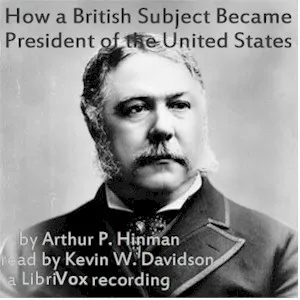 How a British Subject Became
President of the United States
by Arthur P. Hinman
read by Kevin W. Davidson
a LibriVox recording